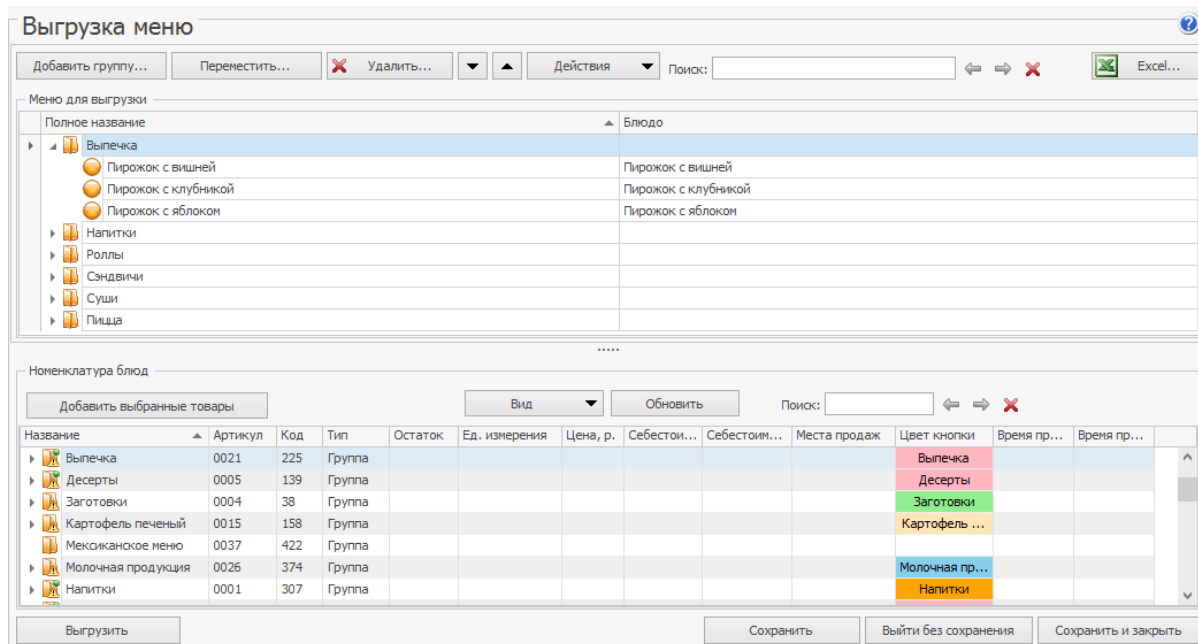 Выгрузка меню
Добавить группу... Переместить... Удалить... Действия Поиск: Excel...
Меню для выгрузки
Полное название Блюдо
Выпечка
Пирожок с вишней Пирожок с вишней
Пирожок с клубникой Пирожок с клубникой
Пирожок с яблоком Пирожок с яблоком
Напитки
Роллы
Сэндвичи
Суши
Пицца
Номенклатура блюд
Добавить выбранные товары Вид Обновить Поиск:
Название Артикул Код Тип Остаток Ед. измерения Цена, р. Себестои... Себестоим... Места продаж Цвет кнопки Время пр... Время пр...
Выпечка 0021 225 Группа Выпечка
Десерты 0005 139 Группа Десерты
Заготовки 0004 38 Группа Заготовки
Картофель печеный 0015 158 Группа Картофель ...
Мексиканское меню 0037 422 Группа
Молочная продукция 0026 374 Группа Молочная пр...
Напитки 0001 307 Группа Напитки
Выгрузить Сохранить Выйти без сохранения Сохранить и закрыть